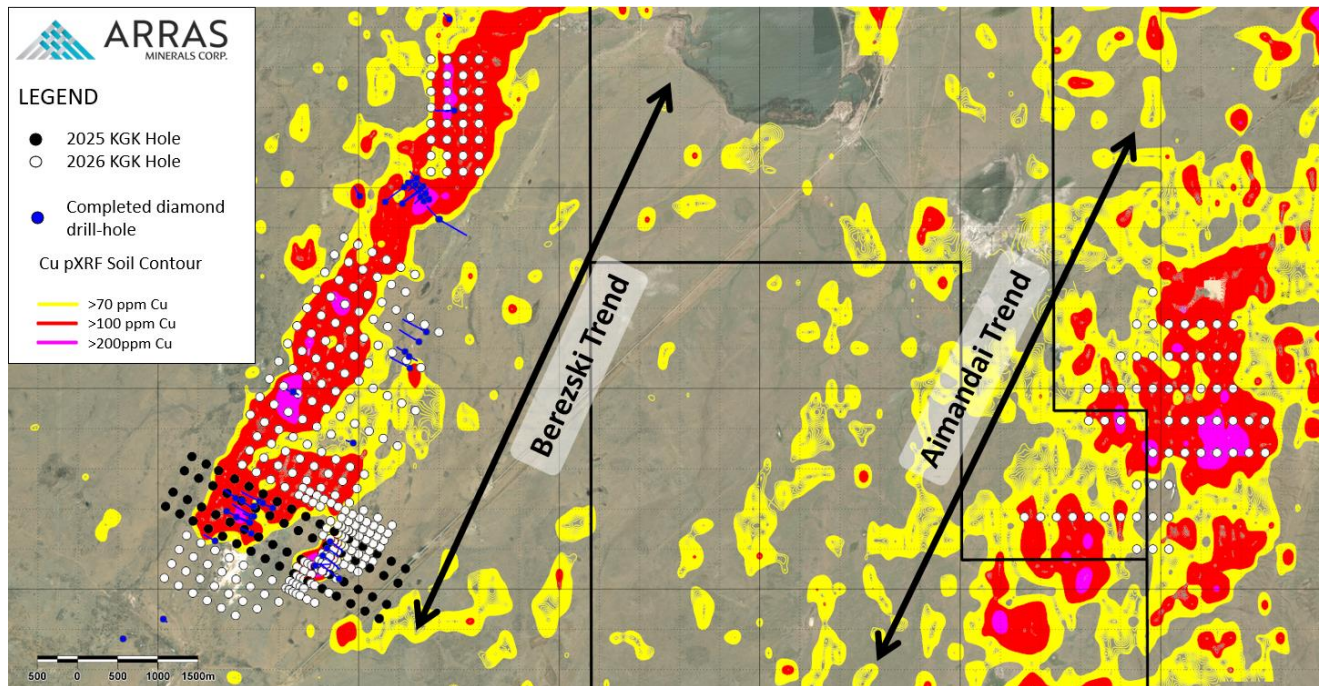 ARRAS
MINERALS CORP.
LEGEND
2025 KGK Hole
2026 KGK Hole
Completed diamond
drill-hole
Cu pXRF Soil Contour
>70 ppm Cu
>100 ppm Cu
>200ppm Cu
Berezski Trend
Aimandai Trend
500 0 500 1000 1500m